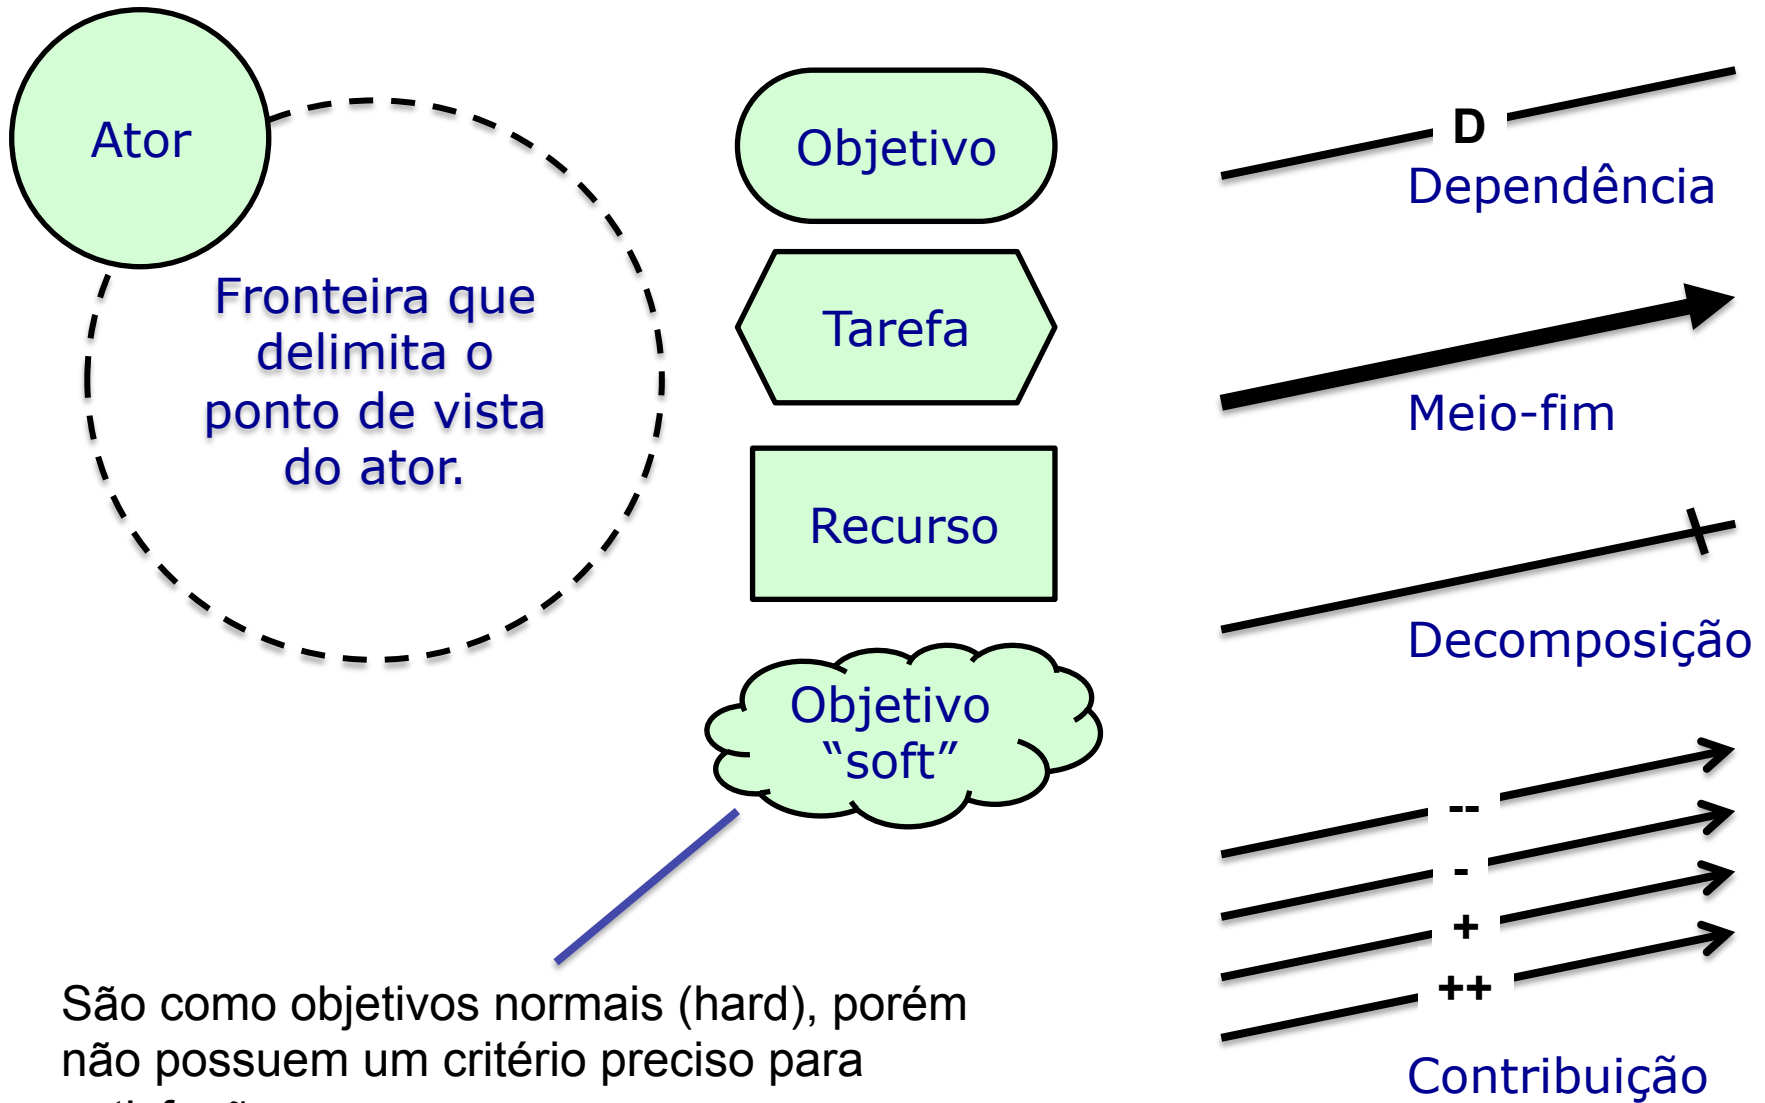 Ator
Fronteira que
delimita o
ponto de vista
do ator.
Objetivo
Tarefa
Recurso
Objetivo
“soft”
São como objetivos normais (hard), porém
não possuem um critério preciso para
D
Dependência
Meio-fim
Decomposição
--
-
+
++
Contribuição